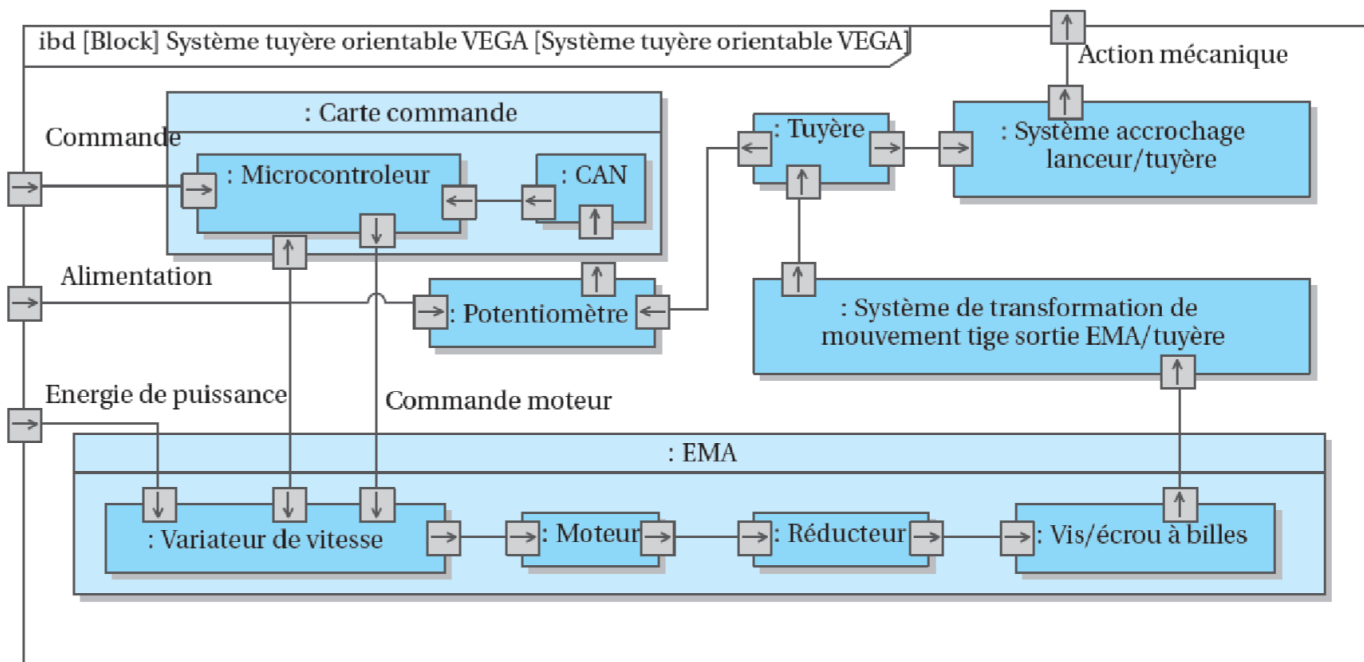 ibd [Block] Système tuyère orientable VEGA [Système tuyère orientable VEGA]
Action mécanique
: Carte commande
Commande
: Microcontroleur
: CAN
: Tuyère
: Système accrochage
lanceur/tuyère
Alimentation
: Potentiomètre
: Système de transformation de
mouvement tige sortie EMA/tuyère
Energie de puissance
Commande moteur
: EMA
: Variateur de vitesse
: Moteur
: Réducteur
: Vis/écrou à billes